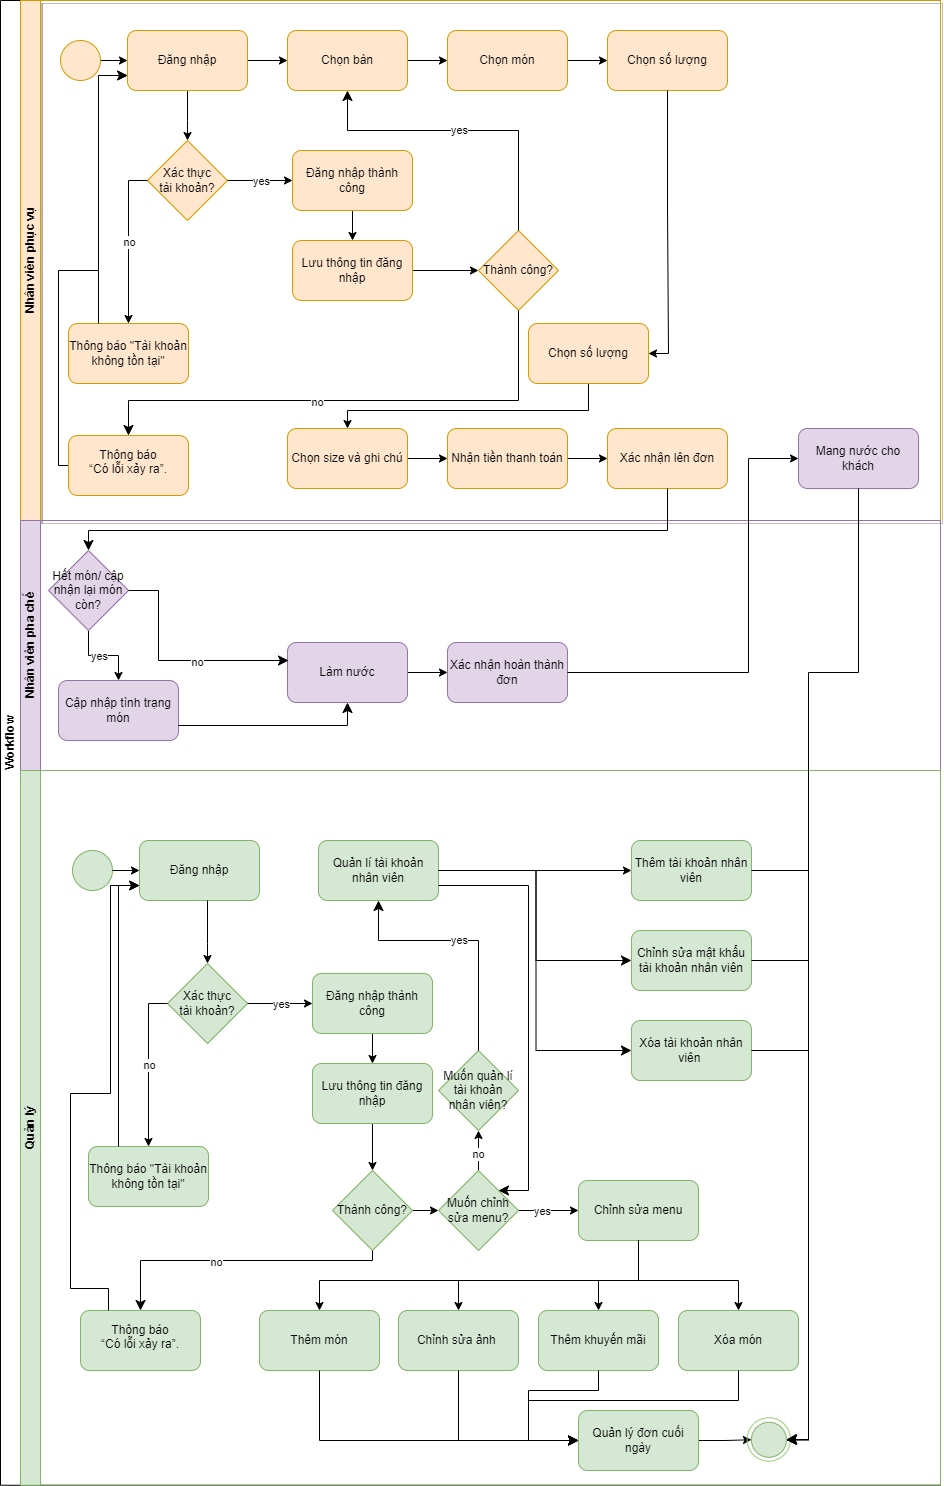 Workflow
Nhân viên phục vụ
Đăng nhập
Chọn bàn
Chọn món
Chọn số lượng
yes
Xác thực
tài khoản?
yes
Đăng nhập thành
công
no
Lưu thông tin đăng
nhập
Thành công?
Thông báo "Tài khoản
không tồn tại"
Chọn số lượng
no
Thông báo
“Có lỗi xảy ra”.
Chọn size và ghi chú
Nhận tiền thanh toán
Xác nhận lên đơn
Mang nước cho
khách
Nhân viên pha chế
Hết món/ cập
nhận lại món
còn?
yes
no
Làm nước
Xác nhận hoàn thành
đơn
Cập nhập tình trạng
món
Quản lý
Đăng nhập
Quản lí tài khoản
nhân viên
Thêm tài khoản nhân
viên
yes
Chỉnh sửa mật khẩu
tài khoản nhân viên
Xác thực
tài khoản?
yes
Đăng nhập thành
công
Xóa tài khoản nhân
viên
no
Lưu thông tin đăng
nhập
Muốn quản lí
tài khoản
nhân viên?
no
Thông báo "Tài khoản
không tồn tại"
Thành công?
Muốn chỉnh
sửa menu?
yes
Chỉnh sửa menu
no
Thông báo
“Có lỗi xảy ra”.
Thêm món
Chỉnh sửa ảnh
Thêm khuyến mãi
Xóa món
Quản lý đơn cuối
ngày